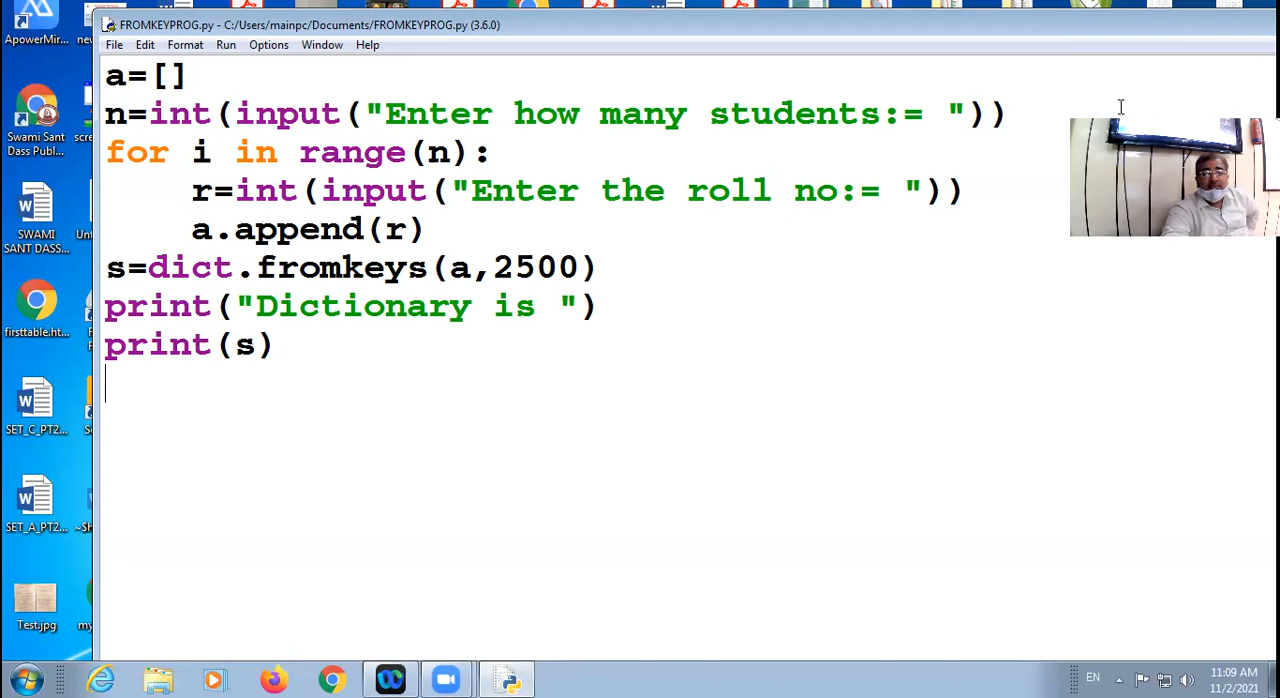 FROMKEYPROG.py - C:/Users/mainpc/Documents/FROMKEYPROG.py (3.6.0)
File Edit Format Run Options Window Help
a=[]
n=int(input("Enter how many students:= "))
for i in range(n):
    r=int(input("Enter the roll no:= "))
    a.append(r)
s=dict.fromkeys(a,2500)
print("Dictionary is ")
print(s)
ApowerMir...
Swami Sant
Dass Publ...
SWAMI
SANT DASS...
firsttable.ht...
SET_C_PT2...
SET_A_PT2...
Test.jpg
EN
11:09 AM
11/2/2021